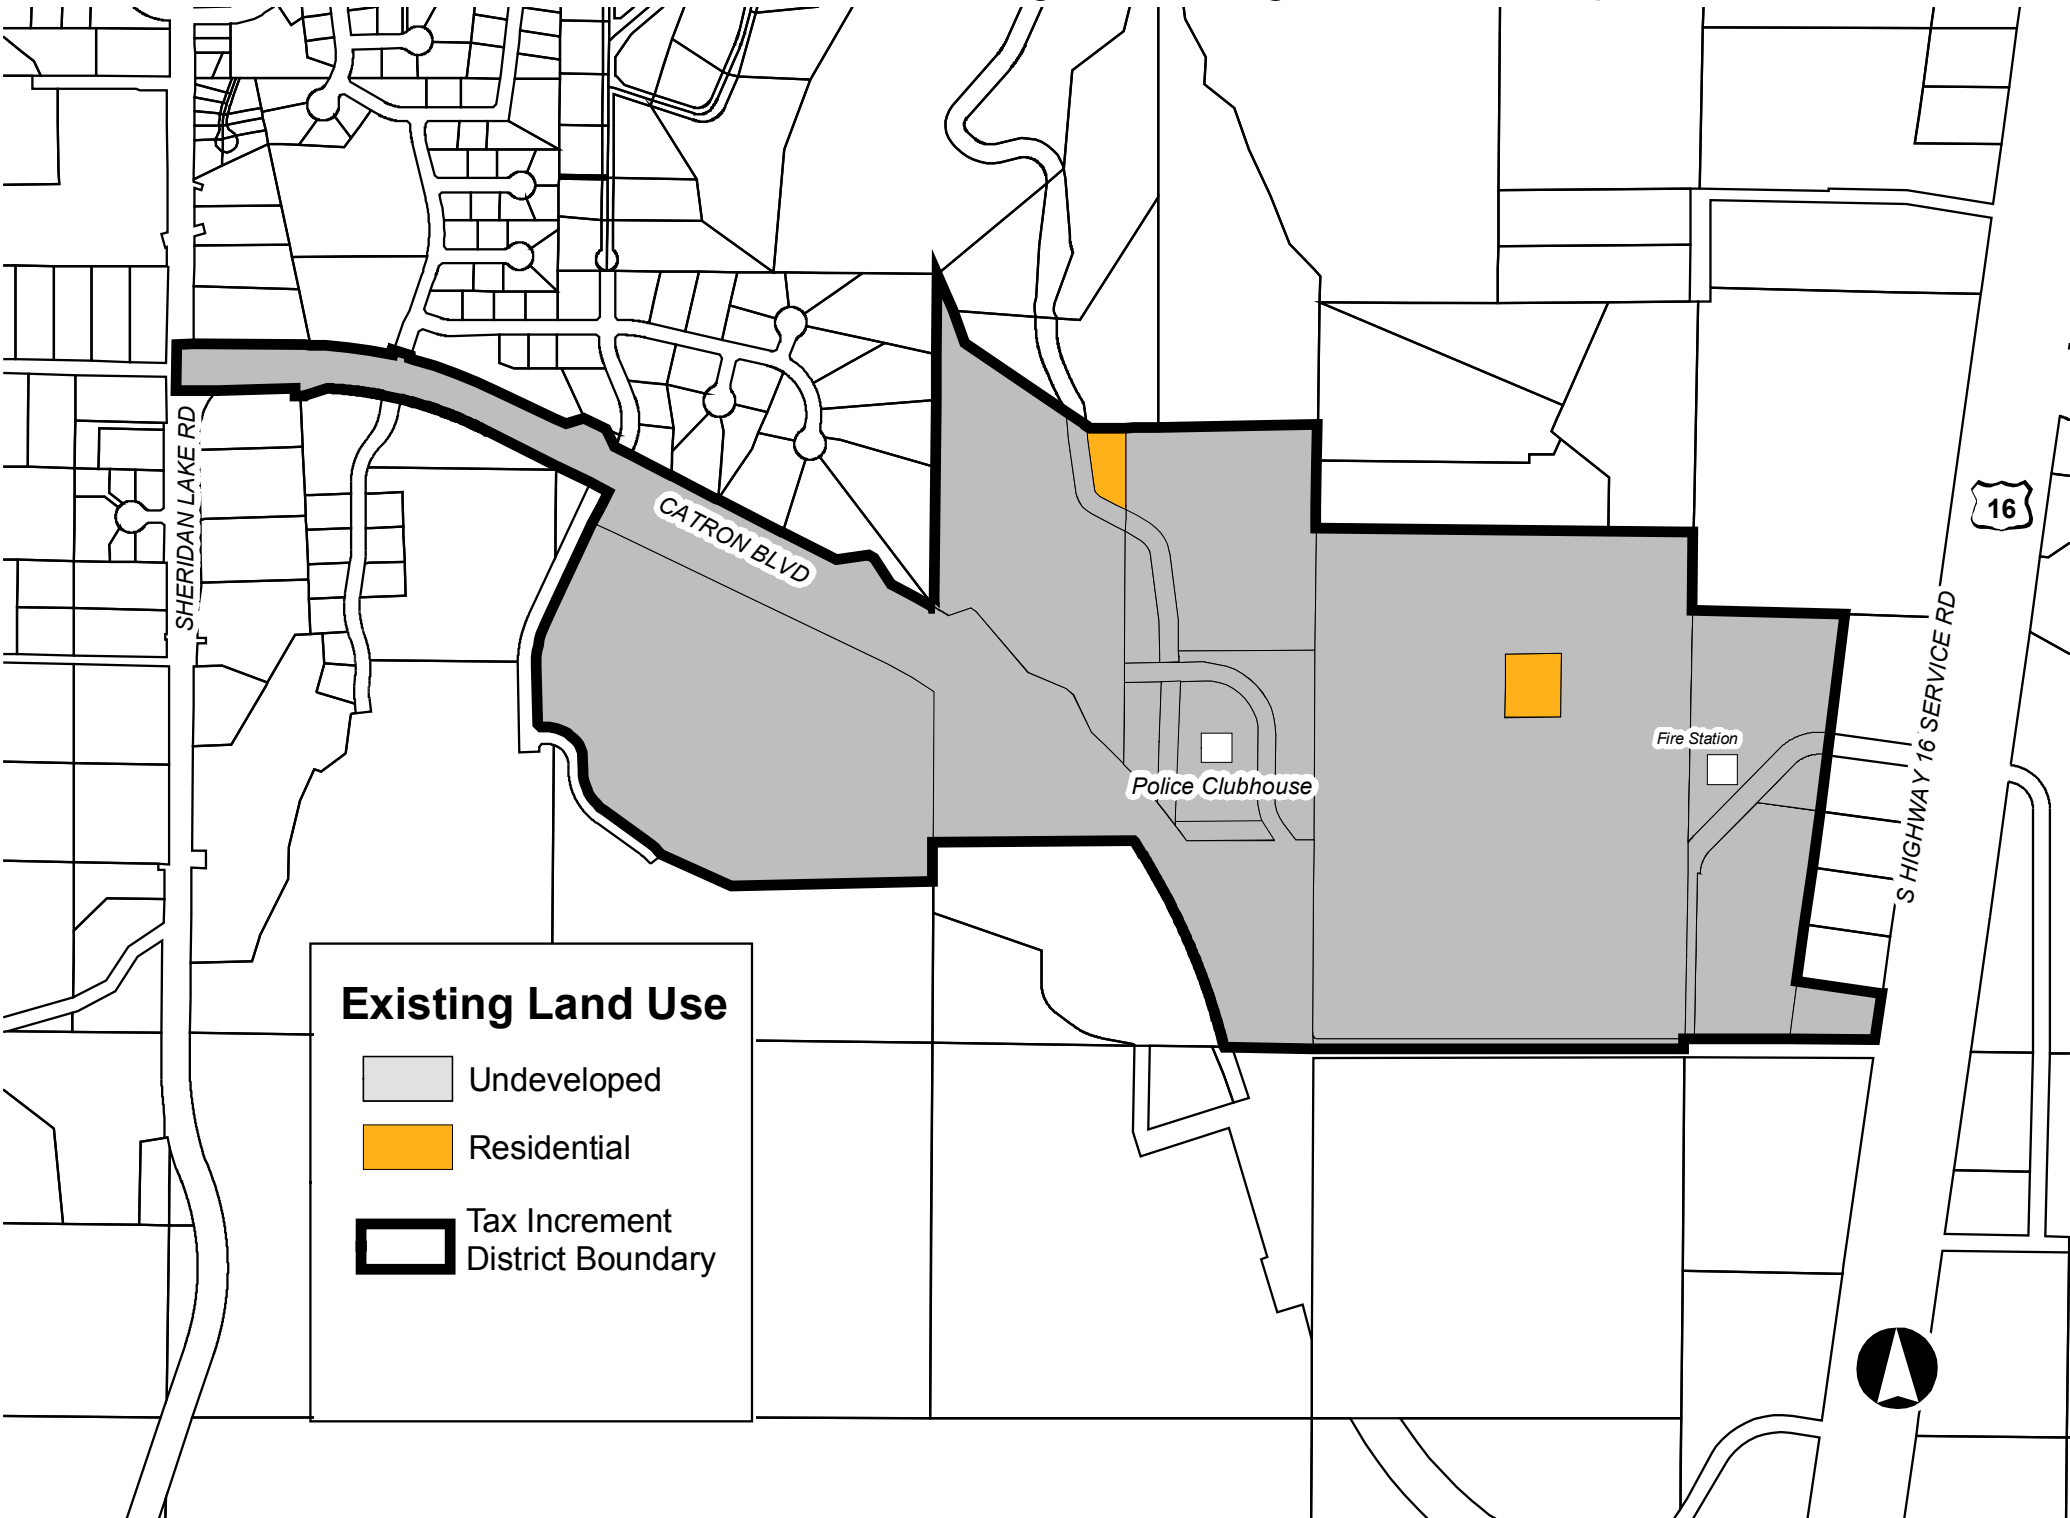 SHERIDAN LAKE RD
CATRON BLVD
16
S HIGHWAY 16 SERVICE RD
Fire Station
Police Clubhouse
Existing Land Use
Undeveloped
Residential
Tax Increment
District Boundary